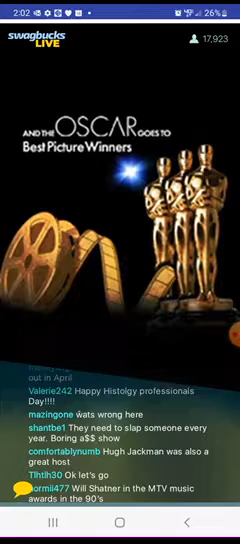 2:02
26%
swagbucks
LIVE
17,923
AND THE OSCAR GOES TO
Best Picture Winners
out in April
Valerie242 Happy Histolgy professionals
Day!!!!
mazingone ŵats wrong here
shantbe1 They need to slap someone every
year. Boring a$$ show
comfortablynumb Hugh Jackman was also a
great host
Tlhtlh30 Ok let's go
ormii477 Will Shatner in the MTV music
awards in the 90's